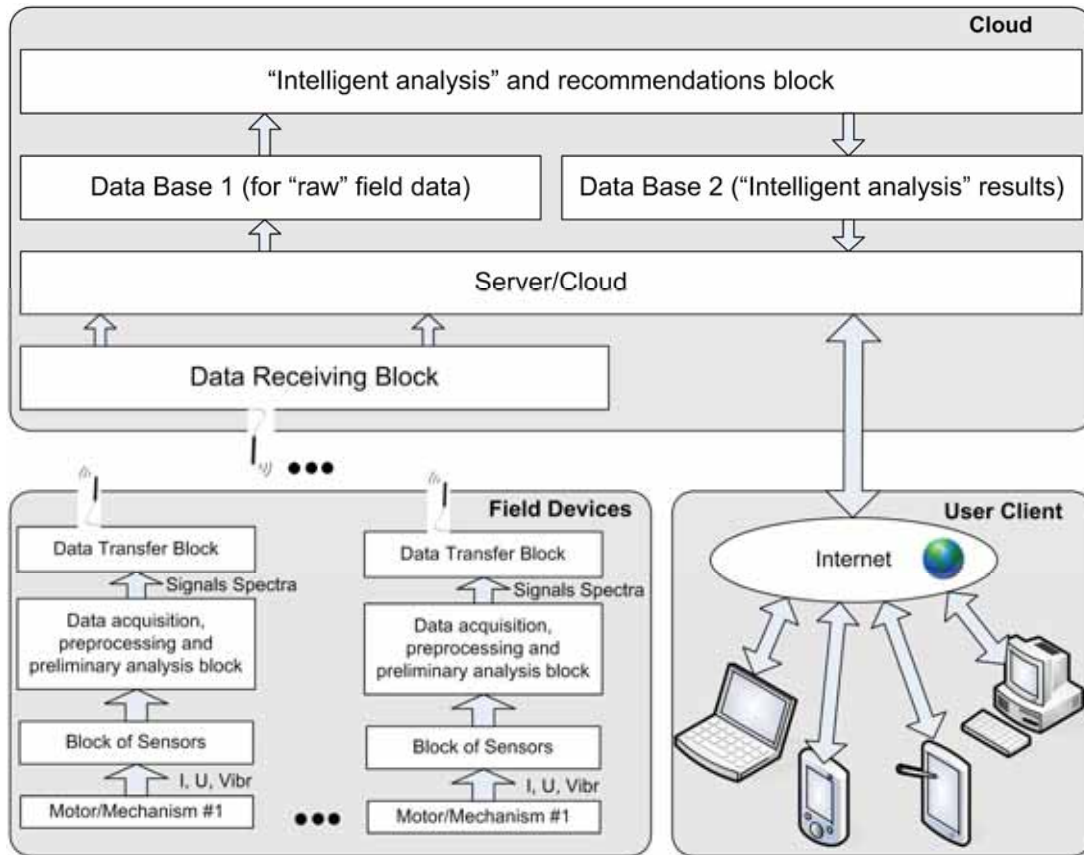 Cloud
“Intelligent analysis” and recommendations block
Data Base 1 (for “raw” field data)
Data Base 2 (“Intelligent analysis” results)
Server/Cloud
Data Receiving Block
Field Devices
Data Transfer Block
Signals Spectra
Data acquisition,
preprocessing and
preliminary analysis block
Block of Sensors
I, U, Vibr
Motor/Mechanism #1
Data Transfer Block
Signals Spectra
Data acquisition,
preprocessing and
preliminary analysis block
Block of Sensors
I, U, Vibr
Motor/Mechanism #1
User Client
Internet